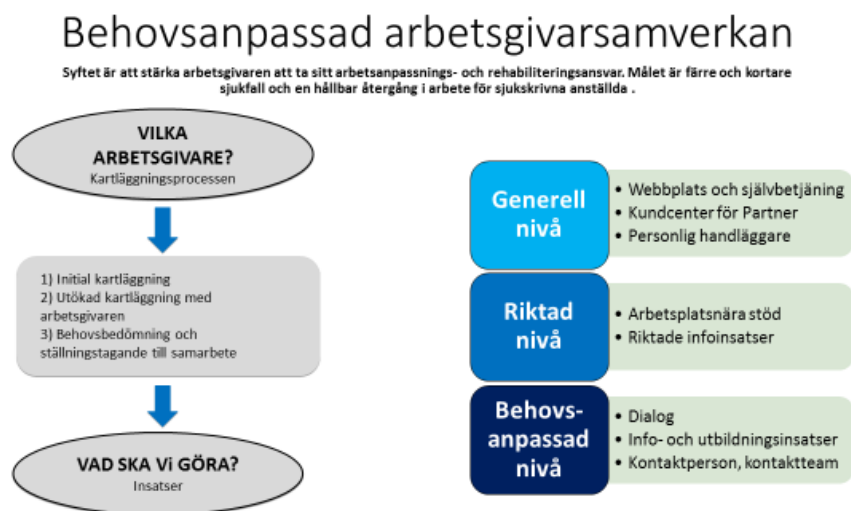 Behovsanpassad arbetsgivarsamverkan
Syftet är att stärka arbetsgivaren att ta sitt arbetsanpassnings- och rehabiliteringsansvar. Målet är färre och kortare
sjukfall och en hållbar återgång i arbete för sjukskrivna anställda .
VILKA
ARBETSGIVARE?
Kartläggningsprocessen
1) Initial kartläggning
2) Utökad kartläggning med
arbetsgivaren
3) Behovsbedömning och
ställningstagande till samarbete
VAD SKA Vi GÖRA?
Insatser
Generell
nivå
• Webbplats och självbetjäning
• Kundcenter för Partner
• Personlig handläggare
Riktad
nivå
• Arbetsplatsnära stöd
• Riktade infoinsatser
Behovs-
anpassad
nivå
• Dialog
• Info- och utbildningsinsatser
• Kontaktperson, kontaktteam